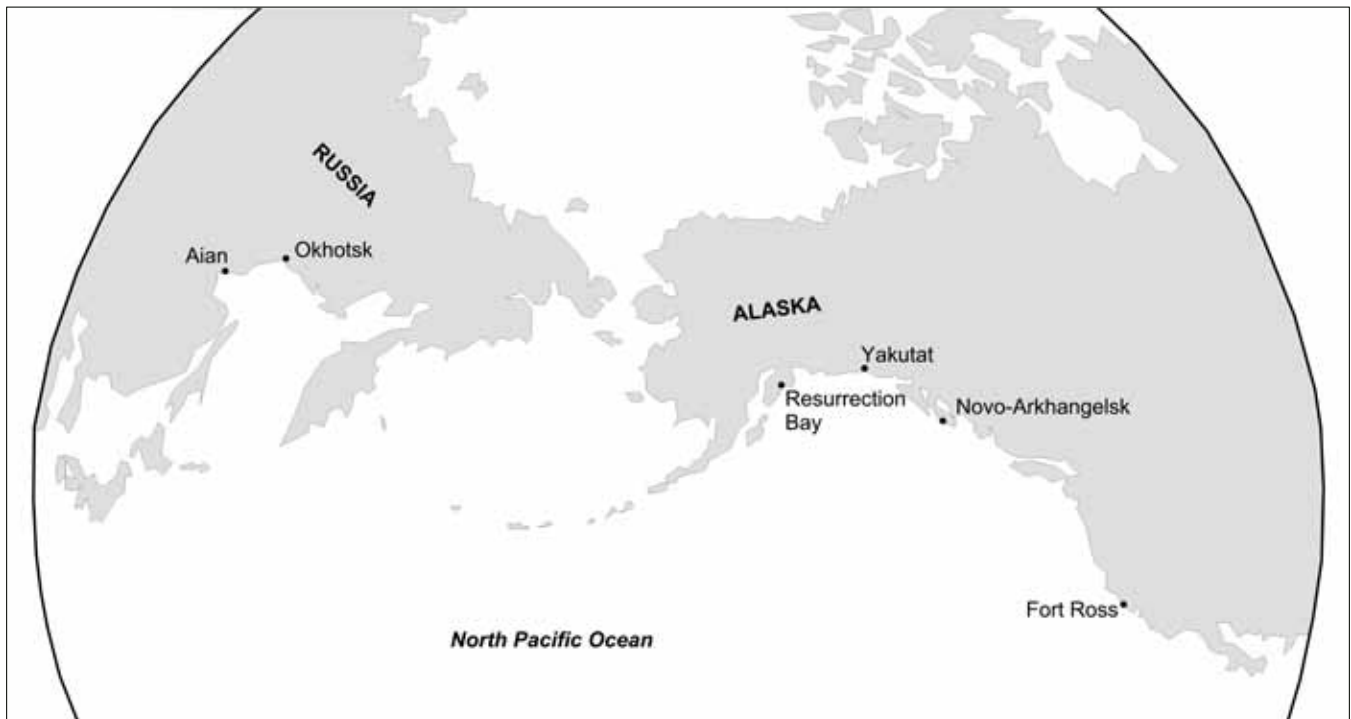 RUSSIA
Aian
Okhotsk
ALASKA
Yakutat
Resurrection
Bay
Novo-Arkhangelsk
Fort Ross
North Pacific Ocean